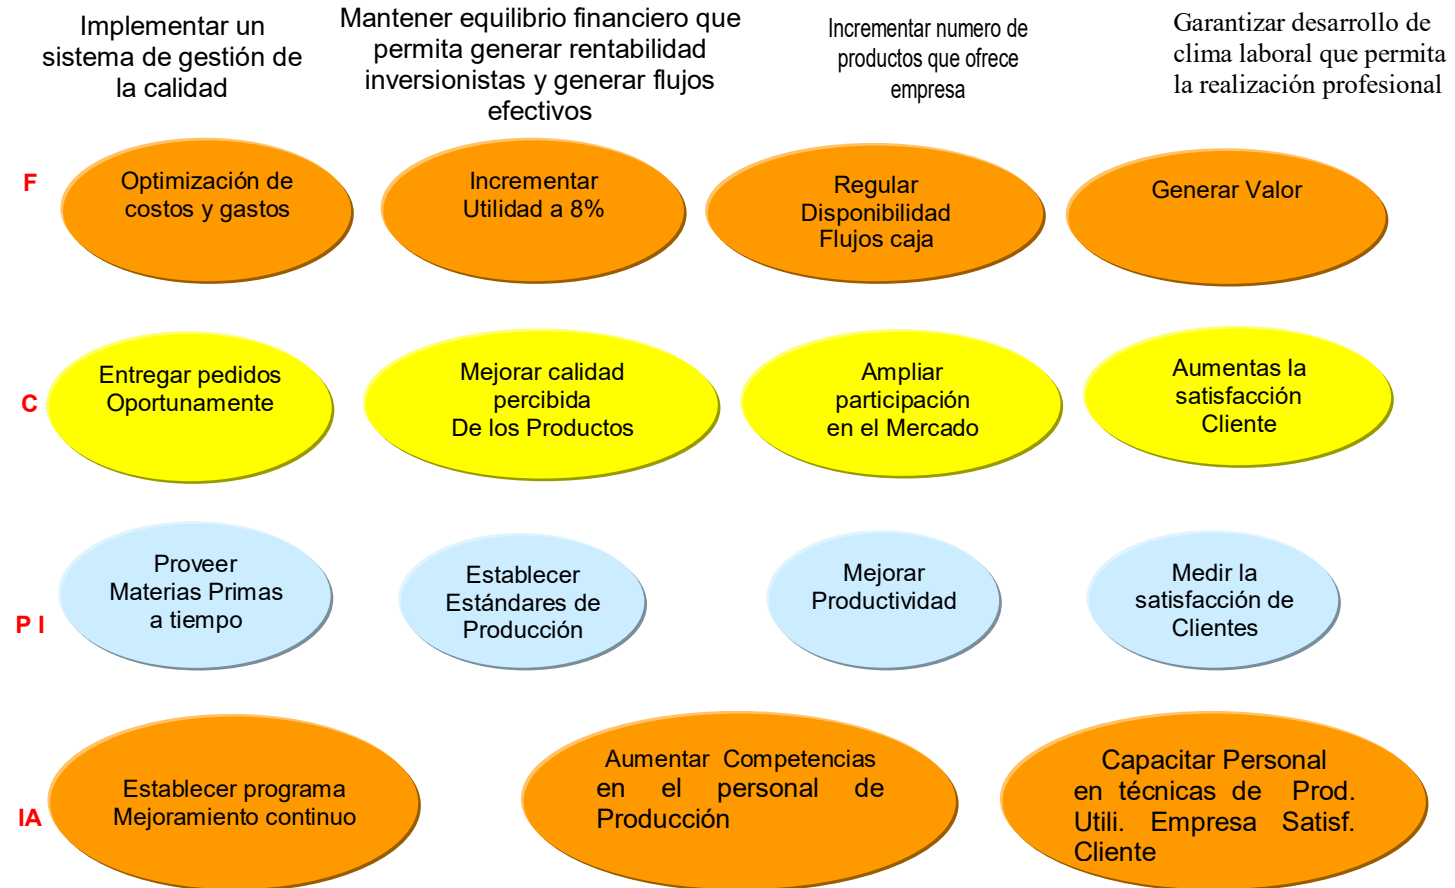 Implementar un
sistema de gestión de
la calidad
Mantener equilibrio financiero que
permita generar rentabilidad
inversionistas y generar flujos
efectivos
Incrementar numero de
productos que ofrece
empresa
Garantizar desarrollo de
clima laboral que permita
la realización profesional
F
Optimización de
costos y gastos
Incrementar
Utilidad a 8%
Regular
Disponibilidad
Flujos caja
Generar Valor
C
Entregar pedidos
Oportunamente
Mejorar calidad
percibida
De los Productos
Ampliar
participación
en el Mercado
Aumentas la
satisfacción
Cliente
P I
Proveer
Materias Primas
a tiempo
Establecer
Estándares de
Producción
Mejorar
Productividad
Medir la
satisfacción de
Clientes
IA
Establecer programa
Mejoramiento continuo
Aumentar Competencias
en el personal de
Producción
Capacitar Personal
en técnicas de Prod.
Utili. Empresa Satisf.
Cliente